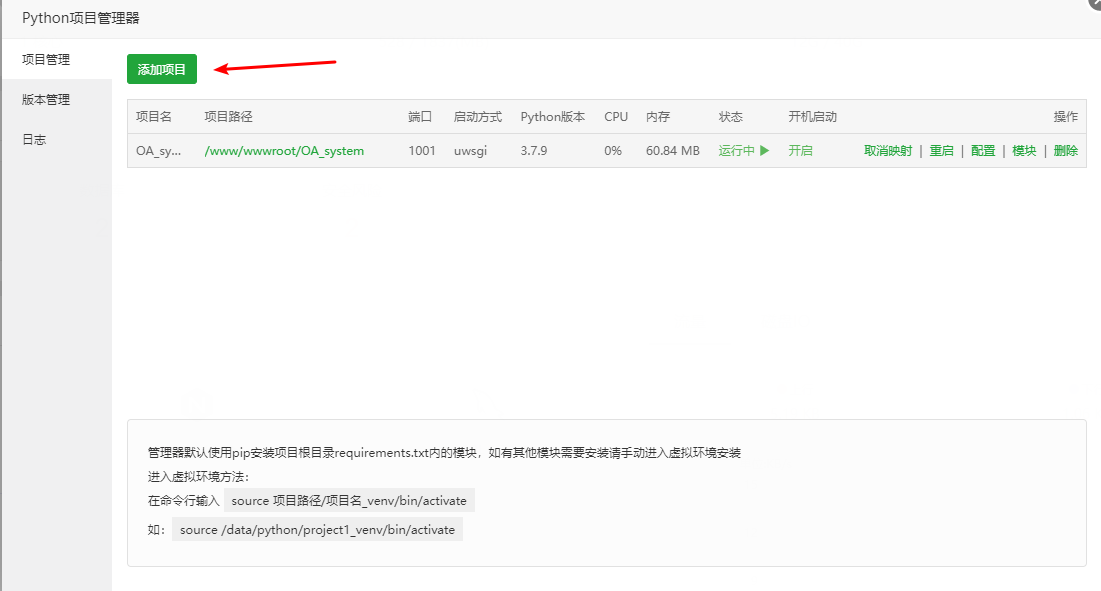 Python项目管理器
项目管理
版本管理
日志
添加项目
项目名 项目路径 端口 启动方式 Python版本 CPU 内存 状态 开机启动 操作
OA_sy... /www/wwwroot/OA_system 1001 uwsgi 3.7.9 0% 60.84 MB 运行中 开启 取消映射 | 重启 | 配置 | 模块 | 删除
管理器默认使用pip安装项目根目录requirements.txt内的模块，如有其他模块需要安装请手动进入虚拟环境安装
进入虚拟环境方法：
在命令行输入 source 项目路径/项目名_venv/bin/activate
如： source /data/python/project1_venv/bin/activate